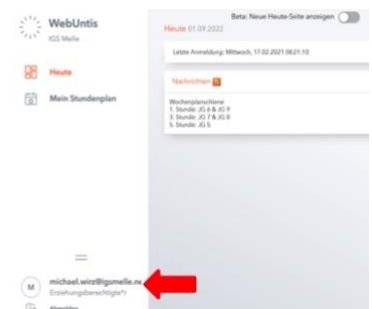 WebUntis
IGS Melle
Heute
Mein Stundenplan
M
michael.wirz@igsmelle.ne
Erziehungsberechtigte*r
Abmelden
Beta: Neue Heute-Seite anzeigen
Heute 01.09.2022
Letzte Anmeldung: Mittwoch, 17.02.2021 08:21:10
Nachrichten
Wochenplanschiene:
1. Stunde: JG 6 & JG 9
3. Stunde: JG 7 & JG 8
5. Stunde: JG 5